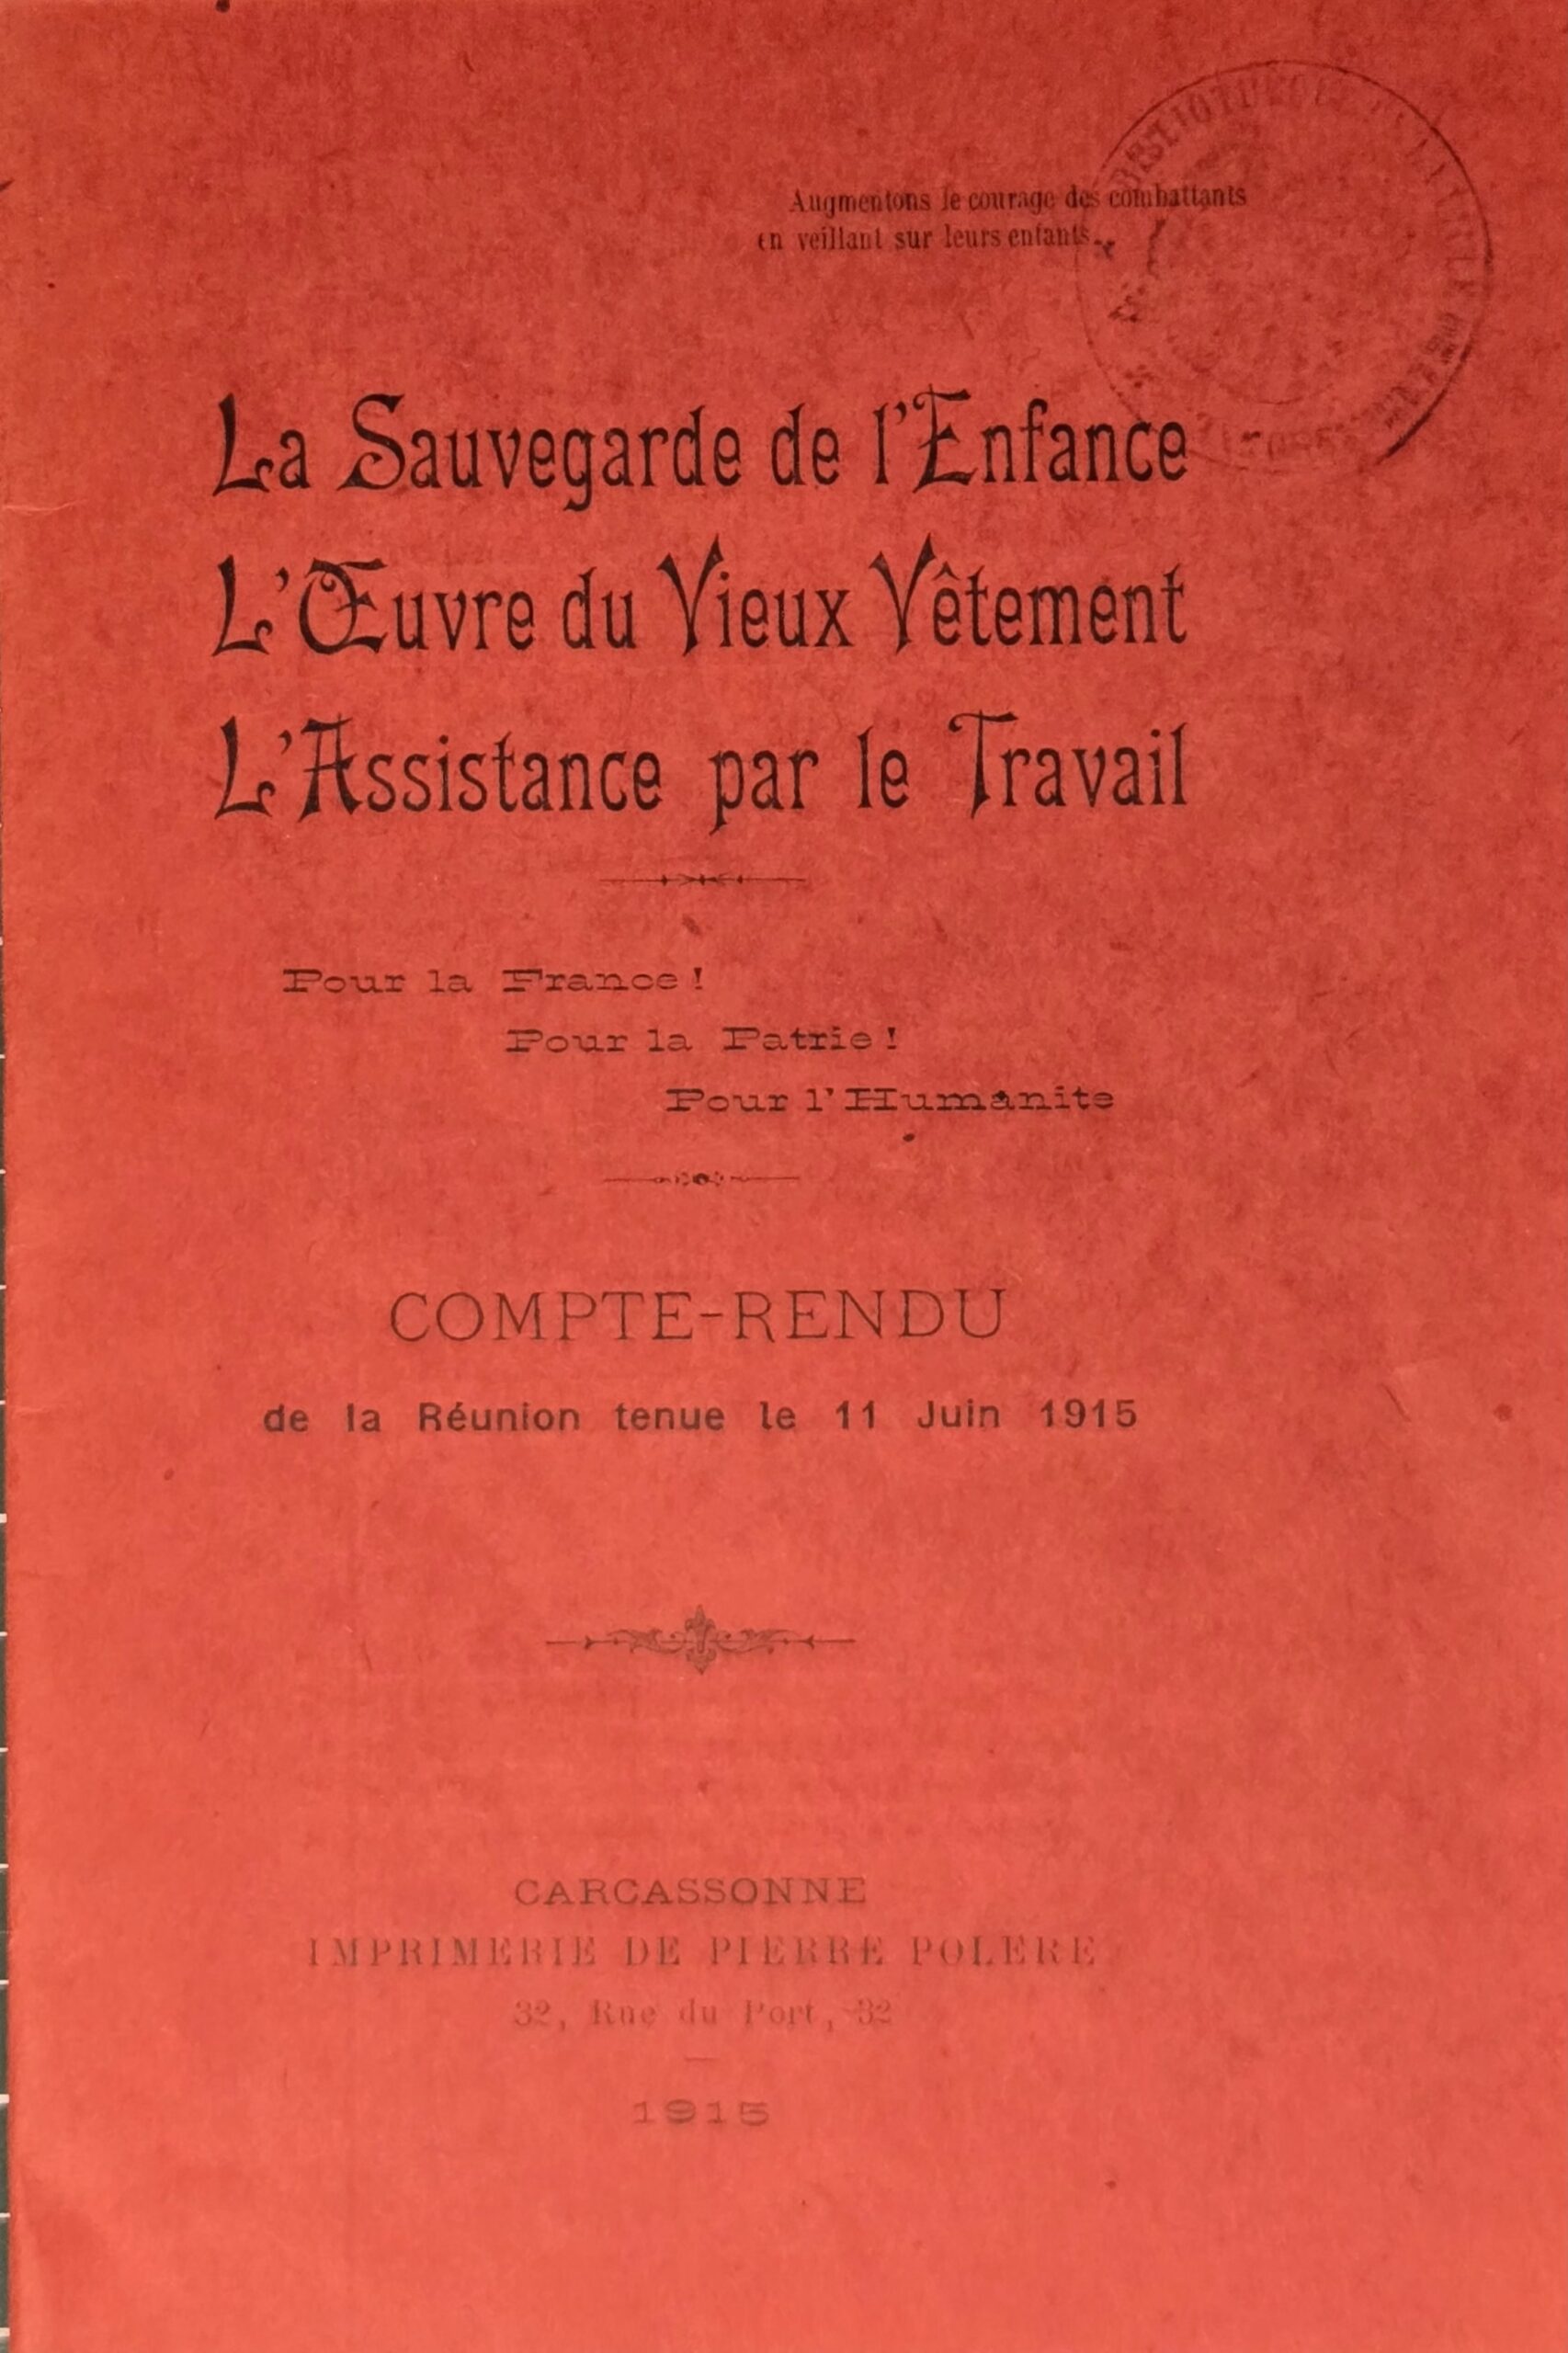 Augmentons le courage des combattants
en veillant sur leurs enfants.
La Sauvegarde de l'Enfance
L'Œuvre du Vieux Vêtement
L'Assistance par le Travail
Pour la France !
Pour la Patrie !
Pour l'Humanite
COMPTE-RENDU
de la Réunion tenue le 11 Juin 1915
CARCASSONNE
IMPRIMERIE DE PIERRE POLERE
32, Rue du Port, 32
1915